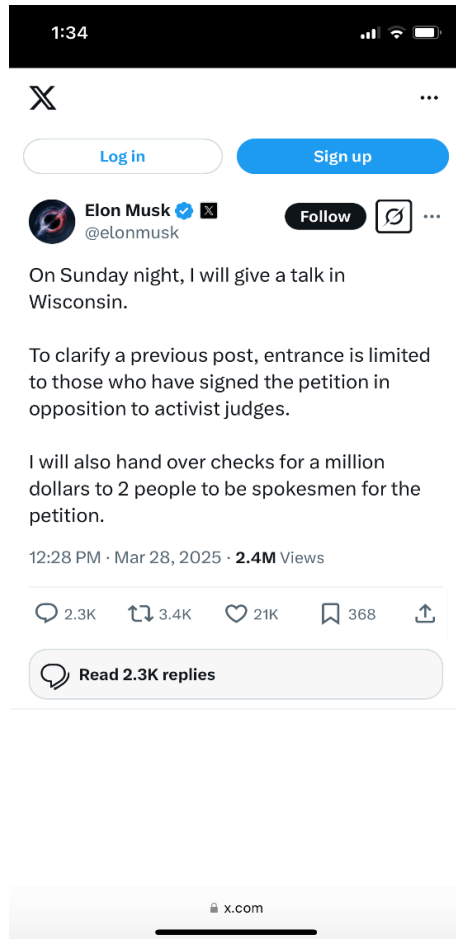 1:34
Log in
Sign up
Elon Musk
Follow
@elonmusk
On Sunday night, I will give a talk in
Wisconsin.
To clarify a previous post, entrance is limited
to those who have signed the petition in
opposition to activist judges.
I will also hand over checks for a million
dollars to 2 people to be spokesmen for the
petition.
12:28 PM · Mar 28, 2025 · 2.4M Views
2.3K 3.4K 21K 368
Read 2.3K replies
x.com